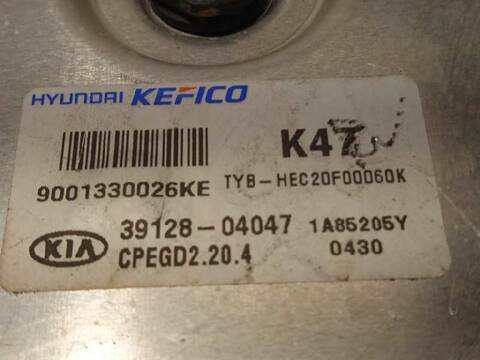 HYUNDAI KEFICO
K47
9001330026KE TYB-HEC20F00060K
39128-04047 1A85205Y
KIA CPEGD2.20.4 0430